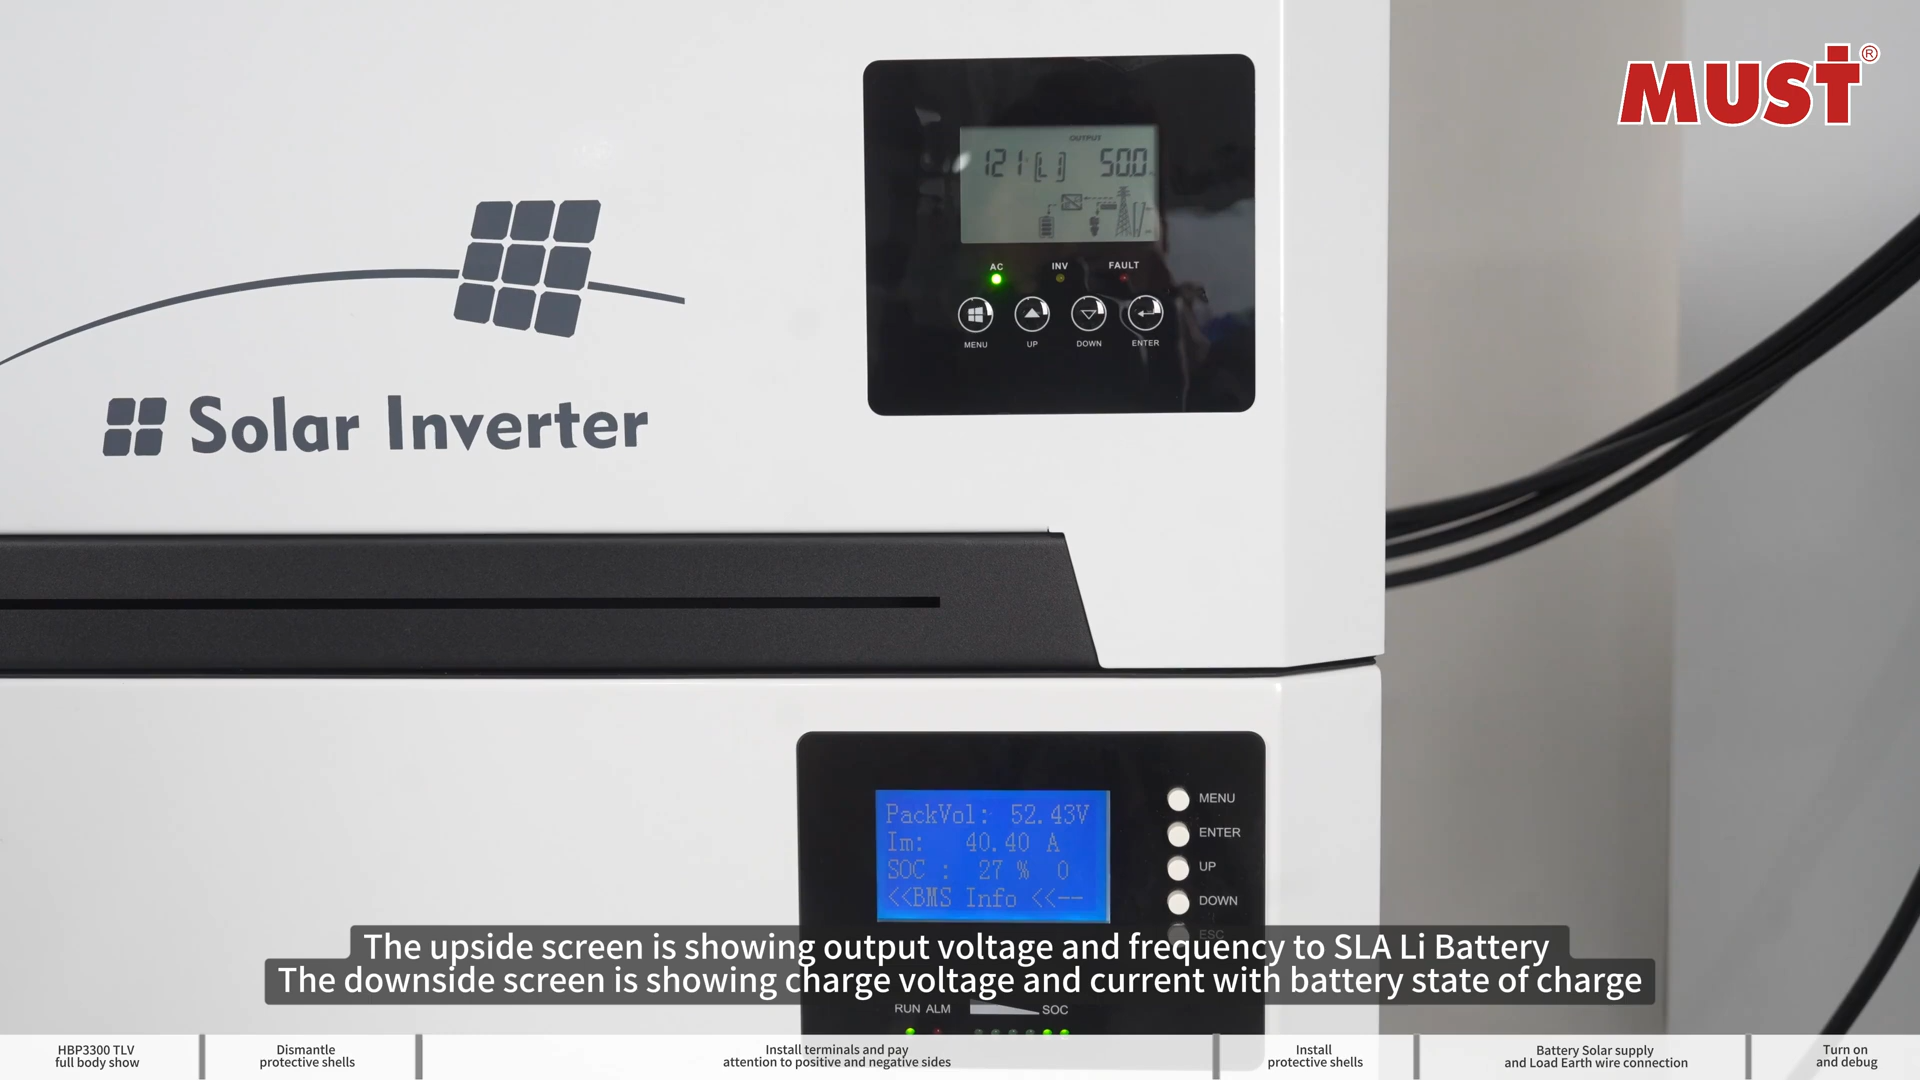 MUST®
OUTPUT
121 [L1] 50.0
AC INV FAULT
MENU UP DOWN ENTER
Solar Inverter
PackVol: 52.43V
Im: 40.40 A
SOC : 27 % 0
<<BMS Info <<--
MENU
ENTER
UP
DOWN
ESC
The upside screen is showing output voltage and frequency to SLA Li Battery
The downside screen is showing charge voltage and current with battery state of charge
RUN ALM SOC
HBP3300 TLV
full body show
Dismantle
protective shells
Install terminals and pay
attention to positive and negative sides
Install
protective shells
Battery Solar supply
and Load Earth wire connection
Turn on
and debug